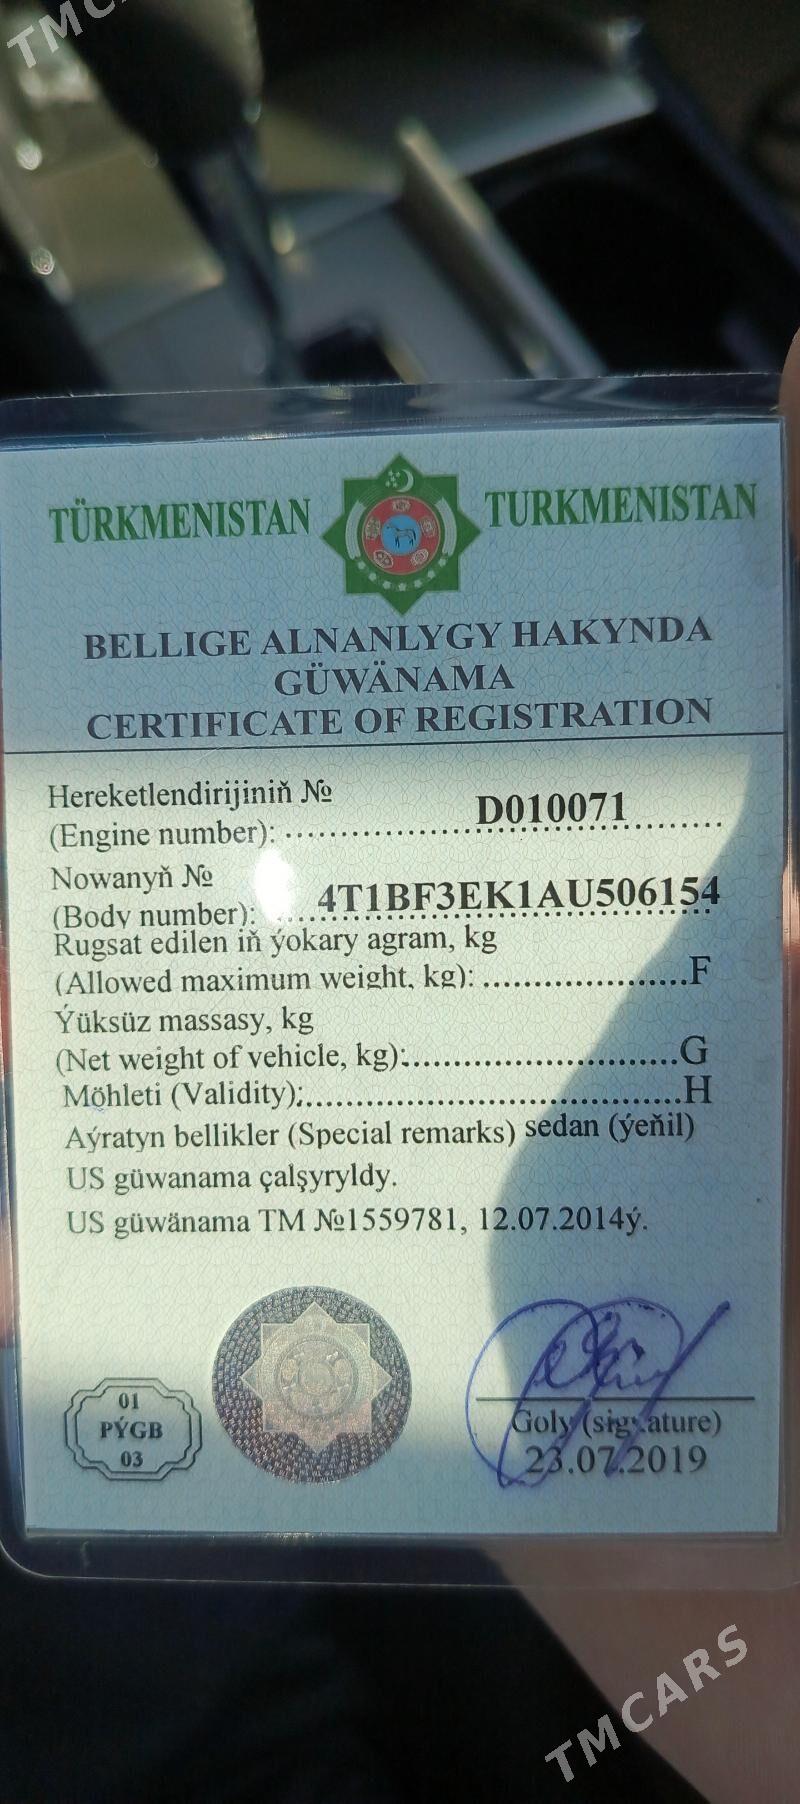 TMC
TÜRKMENISTAN TURKMENISTAN
BELLIGE ALNANLYGY HAKYNDA
GÜWÄNAMA
CERTIFICATE OF REGISTRATION
Hereketlendirijiniň №
(Engine number): D010071
Nowanyň №
(Body number): 4T1BF3EK1AU506154
Rugsat edilen iň ýokary agram, kg
(Allowed maximum weight, kg): F
Ýüksüz massasy, kg
(Net weight of vehicle, kg): G
Möhleti (Validity): H
Aýratyn bellikler (Special remarks) sedan (ýeňil)
US güwanama çalşyryldy.
US güwänama TM №1559781, 12.07.2014ý.
01
PÝGB
03
Goly (signature)
23.07.2019
TMCARS